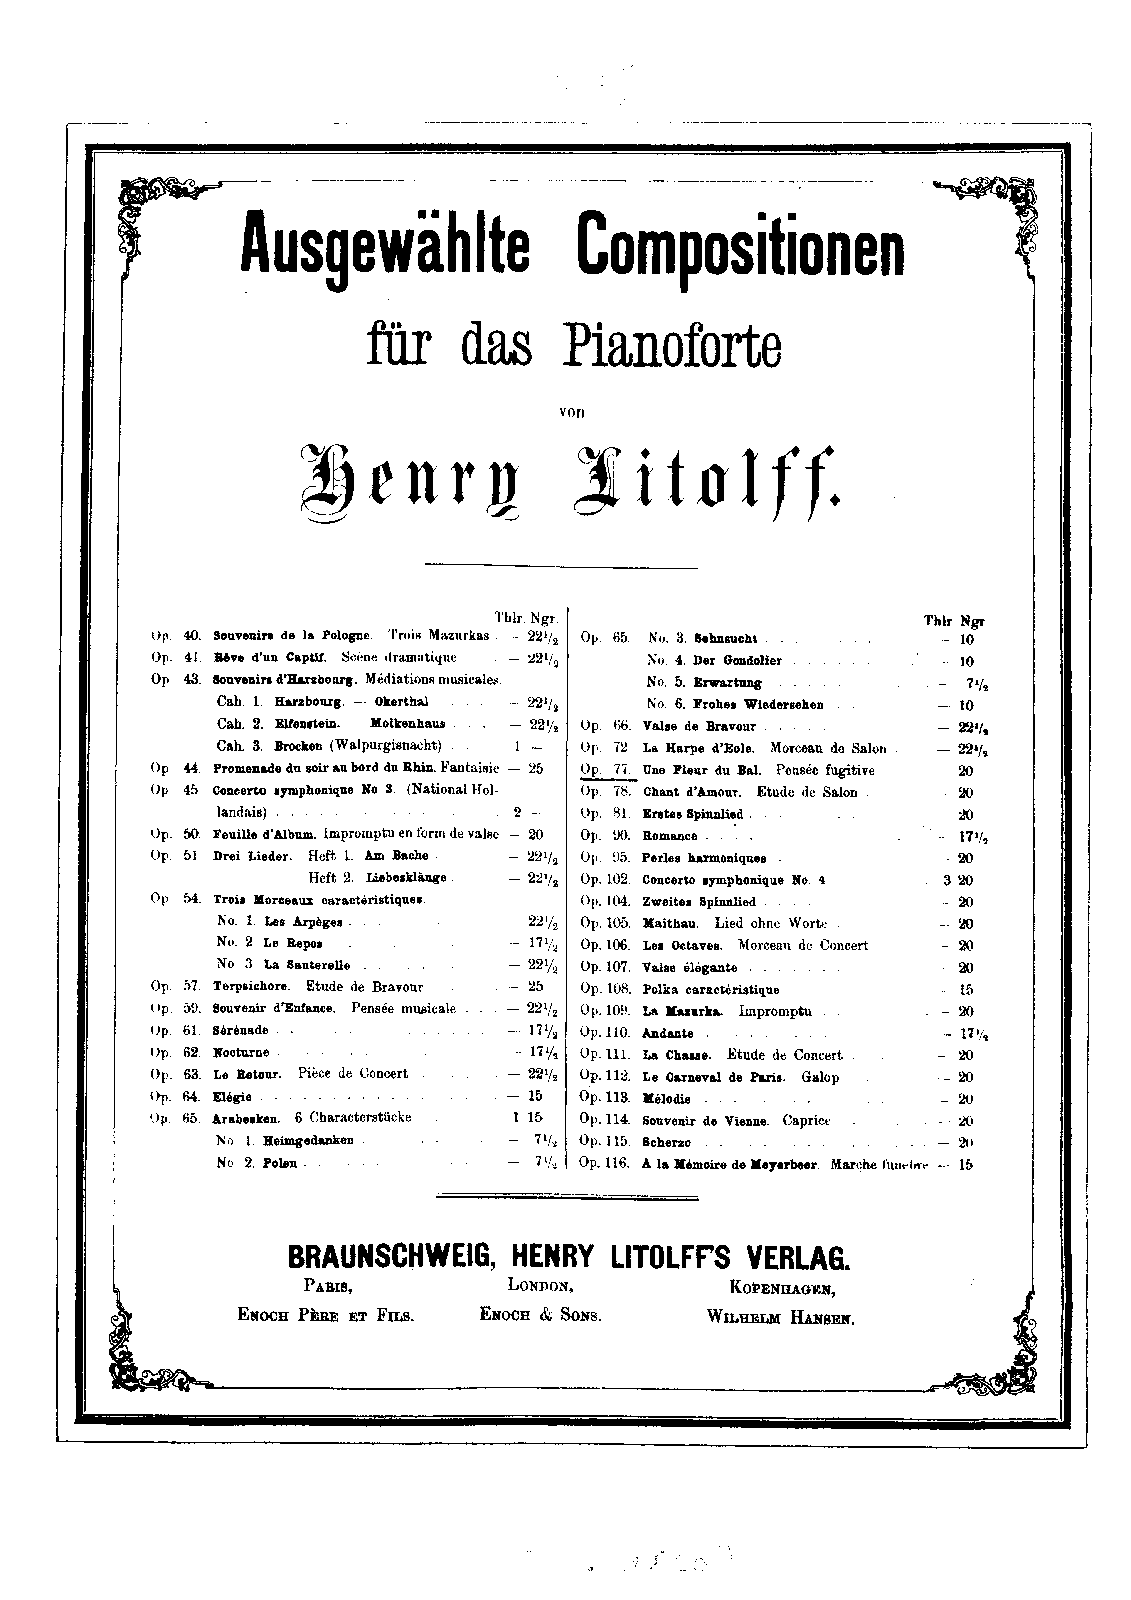 Ausgewählte Compositionen
für das Pianoforte
von
Henry Litolff.
Thlr. Ngr.
Op. 40. Souvenirs de la Pologne. Trois Mazurkas . – 22½
Op. 41. Rêve d'un Captif. Scène dramatique . – 22½
Op 43. Souvenirs d'Harzbourg. Médiations musicales.
Cah. 1. Harzbourg. — Okerthal . . . – 22½
Cah. 2. Elfenstein. Molkenhaus . . . – 22½
Cah. 3. Brocken (Walpurgisnacht) . . 1 –
Op 44. Promenade du soir au bord du Rhin. Fantaisie – 25
Op 45 Concerto symphonique No 3. (National Hol-
landais) . . . . . . . . . . 2 –
Op. 50. Feuille d'Album. Impromptu en form de valse – 20
Op. 51 Drei Lieder. Heft 1. Am Bache . – 22½
Heft 2. Liebesklänge . – 22½
Op 54. Trois Morceaux caractéristiques.
No. 1. Les Arpèges . . . 22½
No. 2 Le Repos . . . – 17½
No 3 La Santerelle . . . . – 22½
Op. 57. Terpsichore. Etude de Bravour . . – 25
Op. 59. Souvenir d'Enfance. Pensée musicale . . . – 22½
Op. 61 Sérénade . . . . . . . . . – 17½
Op. 62. Nocturne . . . . . . . – 17½
Op. 63. Le Retour. Pièce de Concert . . . . – 22½
Op. 64. Elégie . . . . . . . . . . – 15
Op. 65. Arabesken. 6 Characterstücke . 1 15
No 1. Heimgedanken . . . . . – 7½
No 2. Polen . . . . . . . – 7½
Thlr Ngr
Op. 65. No. 3. Sehnsucht . . . . . . – 10
No. 4. Der Gondolier . . . . . . . – 10
No. 5. Erwartung . . . . . . – 7½
No. 6. Frohes Wiedersehen . . – 10
Op. 66. Valse de Bravour . . . . . – 22½
Op. 72 La Harpe d'Eole. Morceau de Salon . – 22½
Op. 77. Une Fleur du Bal. Pensée fugitive 20
Op. 78. Chant d'Amour. Etude de Salon . . 20
Op. 81. Erstes Spinnlied . . . . . 20
Op. 90. Romance . . . . . – 17½
Op. 95. Perles harmoniques . . 20
Op. 102. Concerto symphonique No. 4 . 3 20
Op. 104. Zweites Spinnlied . . . . – 20
Op. 105. Maithau. Lied ohne Worte . – 20
Op. 106. Les Octaves. Morceau de Concert – 20
Op. 107. Valse élégante . . . . . . . . 20
Op. 108. Polka caractéristique . 15
Op. 109. La Mazurka. Impromptu . . . – 20
Op. 110. Andante . . . . . . . – 17½
Op. 111. La Chasse. Etude de Concert . . – 20
Op. 112. Le Carneval de Paris. Galop . – 20
Op. 113. Mélodie . . . . . . . – 20
Op. 114. Souvenir de Vienne. Caprice . . – 20
Op. 115. Scherzo . . . . . . . . . – 20
Op. 116. A la Mémoire de Meyerbeer. Marche funebre – 15
BRAUNSCHWEIG, HENRY LITOLFF'S VERLAG.
PARIS, LONDON, KOPENHAGEN,
ENOCH PÈRE ET FILS. ENOCH & SONS. WILHELM HANSEN.